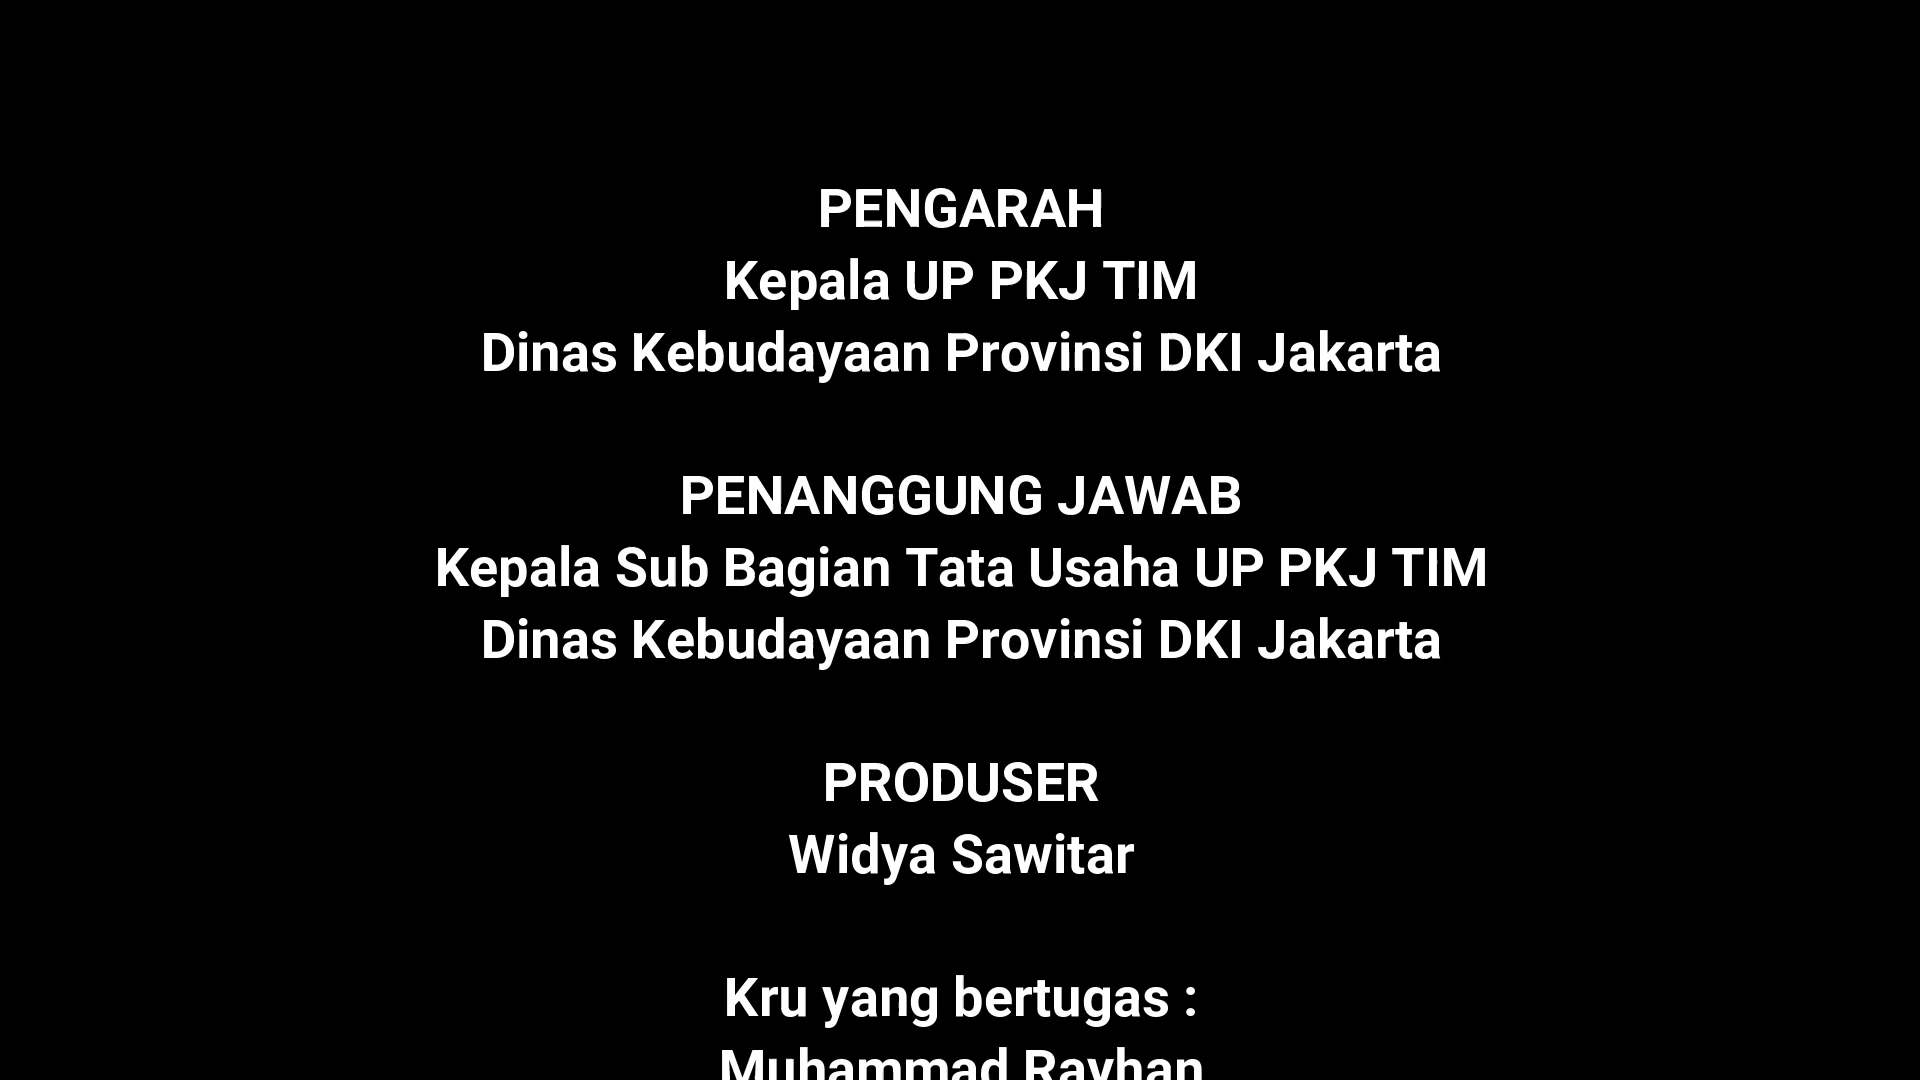 PENGARAH
Kepala UP PKJ TIM
Dinas Kebudayaan Provinsi DKI Jakarta
PENANGGUNG JAWAB
Kepala Sub Bagian Tata Usaha UP PKJ TIM
Dinas Kebudayaan Provinsi DKI Jakarta
PRODUSER
Widya Sawitar
Kru yang bertugas :
Muhammad Rayhan